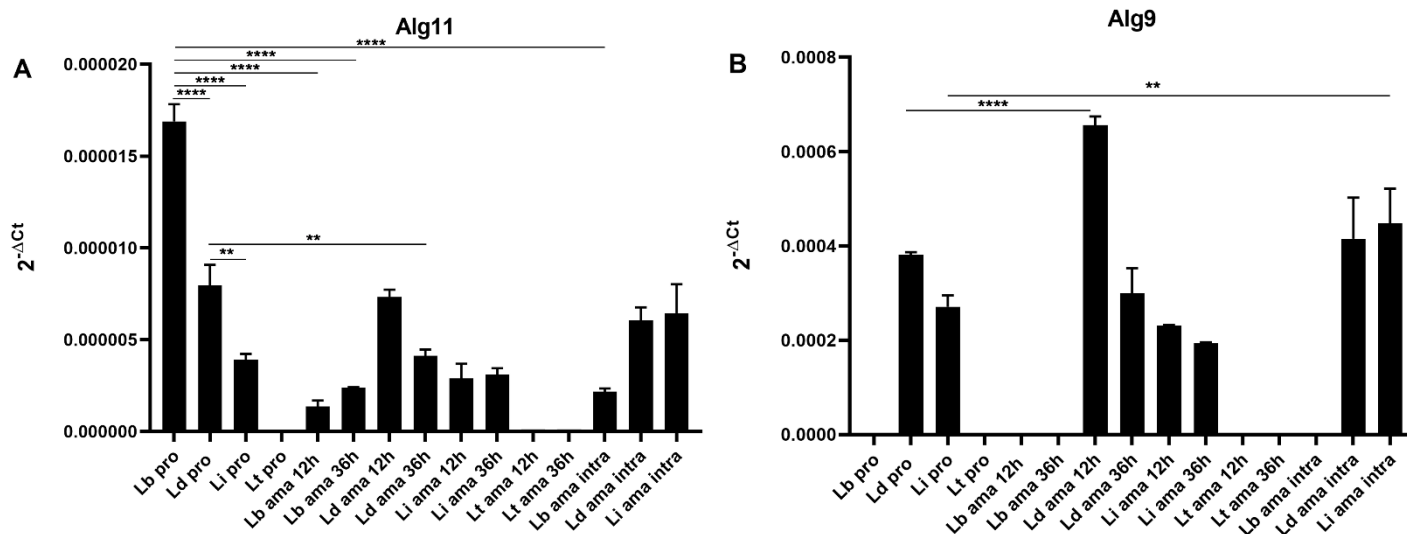 Alg11
A
****
****
****
****
****
**
**
0.000020
0.000015
0.000010
0.000005
0.000000
2-ΔCt
Lb pro
Ld pro
Li pro
Lt pro
Lb ama 12h
Lb ama 36h
Ld ama 12h
Ld ama 36h
Li ama 12h
Li ama 36h
Lt ama 12h
Lt ama 36h
Lb ama intra
Ld ama intra
Li ama intra
Alg9
B
**
****
0.0008
0.0006
0.0004
0.0002
0.0000
2-ΔCt
Lb pro
Ld pro
Li pro
Lt pro
Lb ama 12h
Lb ama 36h
Ld ama 12h
Ld ama 36h
Li ama 12h
Li ama 36h
Lt ama 12h
Lt ama 36h
Lb ama intra
Ld ama intra
Li ama intra